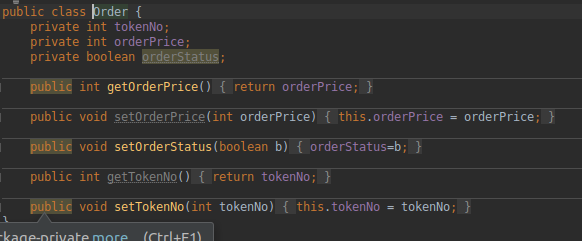 public class Order {
private int tokenNo;
private int orderPrice;
private boolean orderStatus;
public int getOrderPrice() { return orderPrice; }
public void setOrderPrice(int orderPrice) { this.orderPrice = orderPrice; }
public void setOrderStatus(boolean b) { orderStatus=b; }
public int getTokenNo() { return tokenNo; }
public void setTokenNo(int tokenNo) { this.tokenNo = tokenNo; }
}
ckage-private more... (Ctrl+F1)